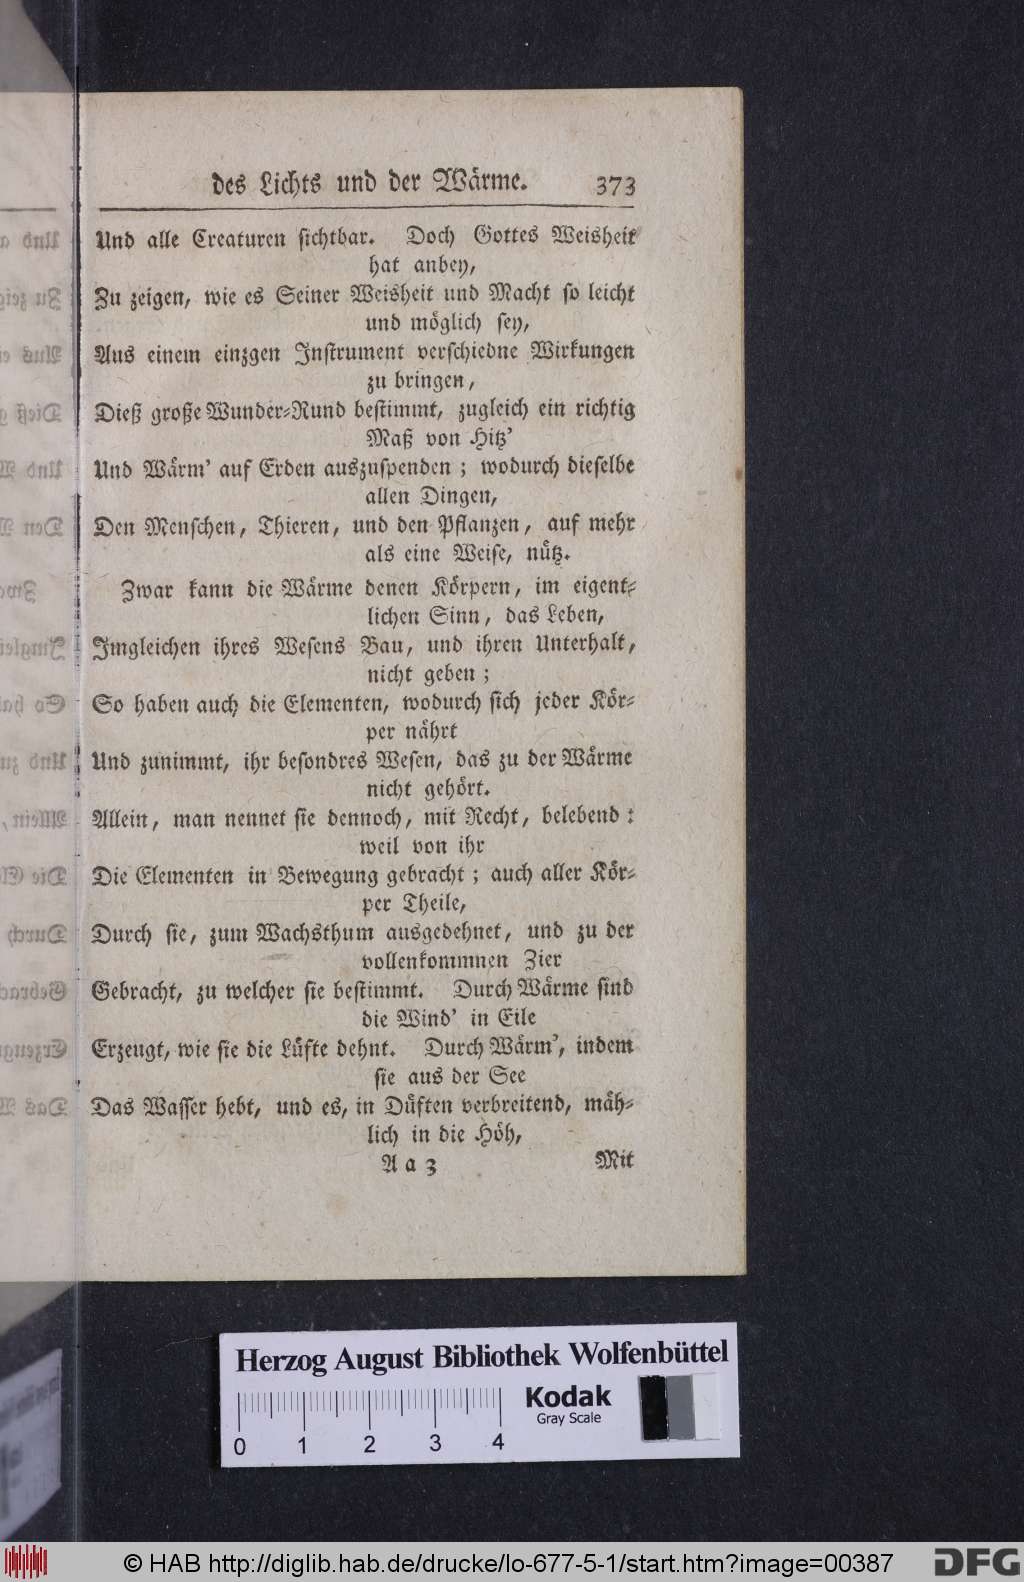 des Lichts und der Wärme. 373
Und alle Creaturen sichtbar. Doch Gottes Weisheit
hat anbey,
Zu zeigen, wie es Seiner Weisheit und Macht so leicht
und möglich sey,
Aus einem einzgen Instrument verschiedne Wirkungen
zu bringen,
Dieß große Wunder-Rund bestimmt, zugleich ein richtig
Maß von Hitz'
Und Wärm' auf Erden auszuspenden; wodurch dieselbe
allen Dingen,
Den Menschen, Thieren, und den Pflanzen, auf mehr
als eine Weise, nütz.
Zwar kann die Wärme denen Körpern, im eigent-
lichen Sinn, das Leben,
Imgleichen ihres Wesens Bau, und ihren Unterhalt,
nicht geben;
So haben auch die Elementen, wodurch sich jeder Kör-
per nährt
Und zunimmt, ihr besondres Wesen, das zu der Wärme
nicht gehört.
Allein, man nennet sie dennoch, mit Recht, belebend:
weil von ihr
Die Elementen in Bewegung gebracht; auch aller Kör-
per Theile,
Durch sie, zum Wachsthum ausgedehnet, und zu der
vollenkommnen Zier
Gebracht, zu welcher sie bestimmt. Durch Wärme sind
die Wind' in Eile
Erzeugt, wie sie die Lüfte dehnt. Durch Wärm', indem
sie aus der See
Das Wasser hebt, und es, in Düften verbreitend, mäh-
lich in die Höh,
A a 3 Mit
Herzog August Bibliothek Wolfenbüttel
Kodak
Gray Scale
0 1 2 3 4
© HAB http://diglib.hab.de/drucke/lo-677-5-1/start.htm?image=00387
DFG